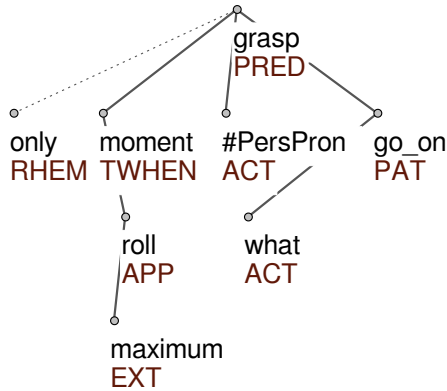 grasp
PRED
only moment #PersPron go_on
RHEM TWHEN ACT PAT
roll what
APP ACT
maximum
EXT